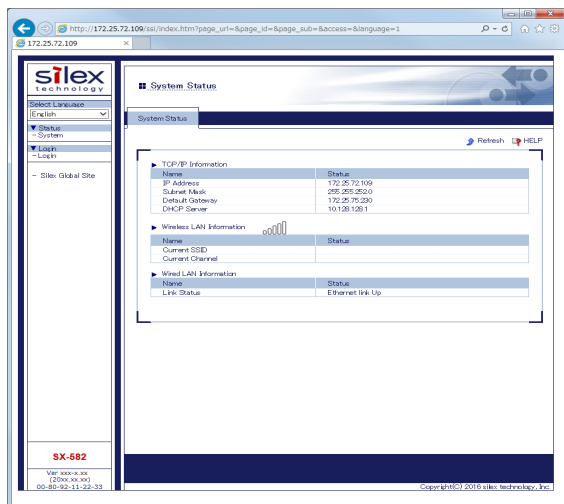 http://172.25.72.109/ssi/index.htm?page_url=&page_id=&page_sub=&access=&language=1
172.25.72.109
silex
technology
Select Language
English
▼ Status
- System
▼ Login
- Login
- Silex Global Site
System Status
System Status
Refresh HELP
TCP/IP Information
Name Status
IP Address 172.25.72.109
Subnet Mask 255.255.252.0
Default Gateway 172.25.75.230
DHCP Server 10.128.128.1
Wireless LAN Information
Name Status
Current SSID
Current Channel
Wired LAN Information
Name Status
Link Status Ethernet link Up
SX-582
Ver xxx-x.xx
(20xx.xx.xx)
00-80-92-11-22-33
Copyright(C) 2016 silex technology, Inc.